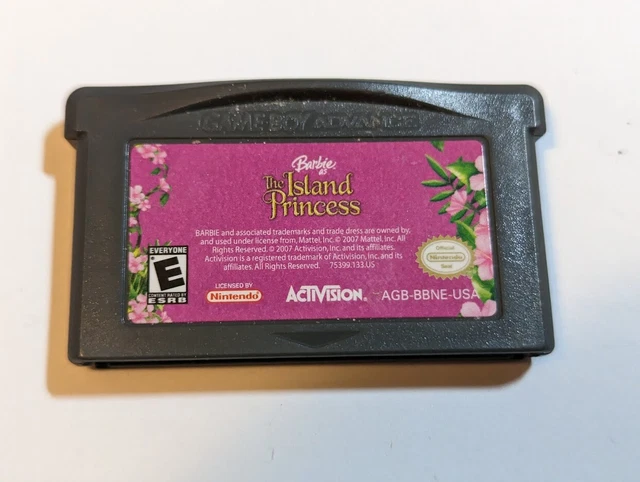 GAME BOY ADVANCE
Barbie
as
The Island
Princess
BARBIE and associated trademarks and trade dress are owned by,
and used under license from, Mattel, Inc. © 2007 Mattel, Inc. All
Rights Reserved. © 2007 Activision, Inc. and its affiliates.
Activision is a registered trademark of Activision, Inc. and its
affiliates. All Rights Reserved. 75399.133.US
EVERYONE
E
CONTENT RATED BY
ESRB
LICENSED BY
Nintendo
ACTIVISION.
AGB-BBNE-USA
Official
Nintendo
Seal